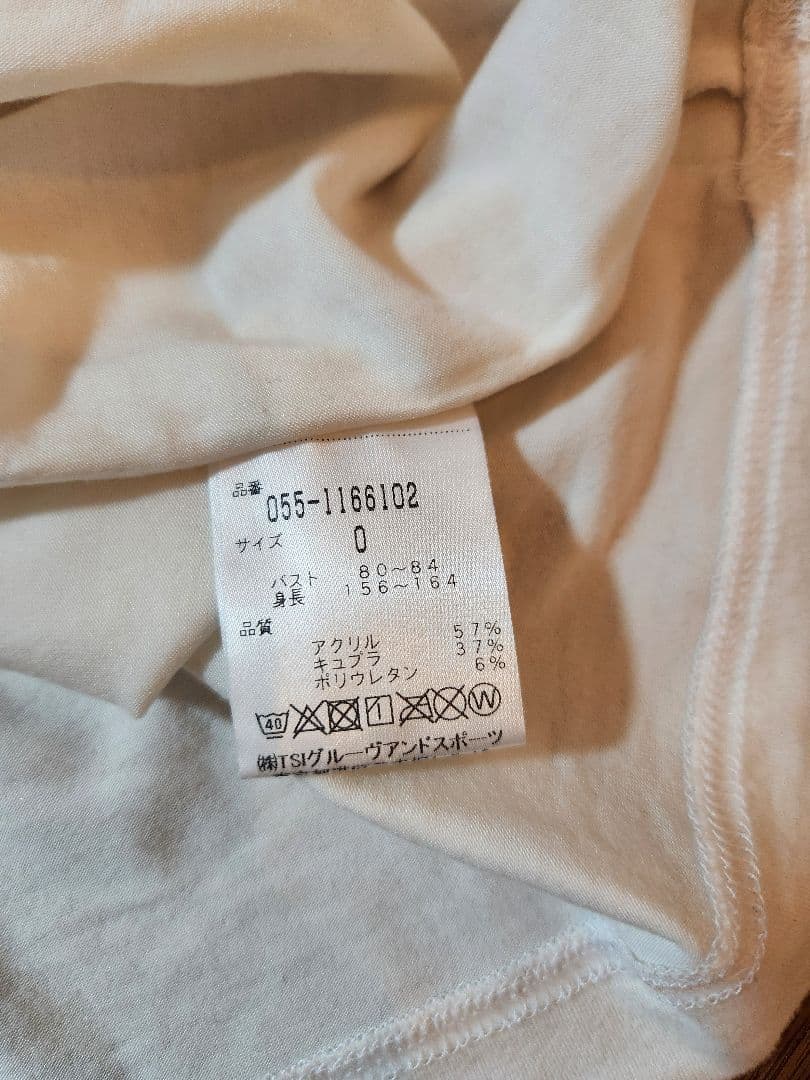 品番
055-1166102
サイズ 0
バスト 80～84
身長 156～164
品質
アクリル 57%
キュプラ 37%
ポリウレタン 6%
40 W
㈱TSIグルーヴアンドスポーツ